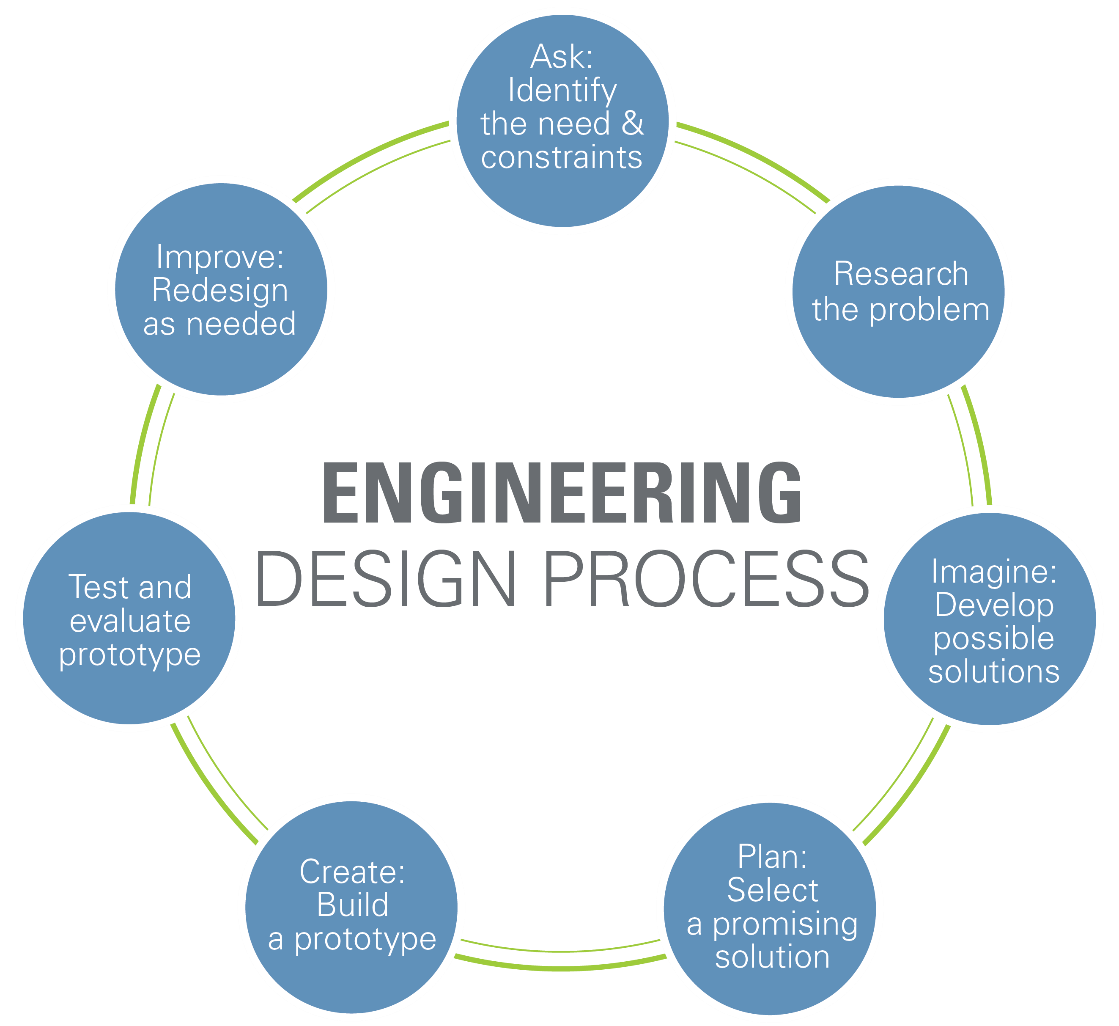 Ask:
Identify
the need &
constraints
Research
the problem
Imagine:
Develop
possible
solutions
Plan:
Select
a promising
solution
Create:
Build
a prototype
Test and
evaluate
prototype
Improve:
Redesign
as needed
ENGINEERING
DESIGN PROCESS